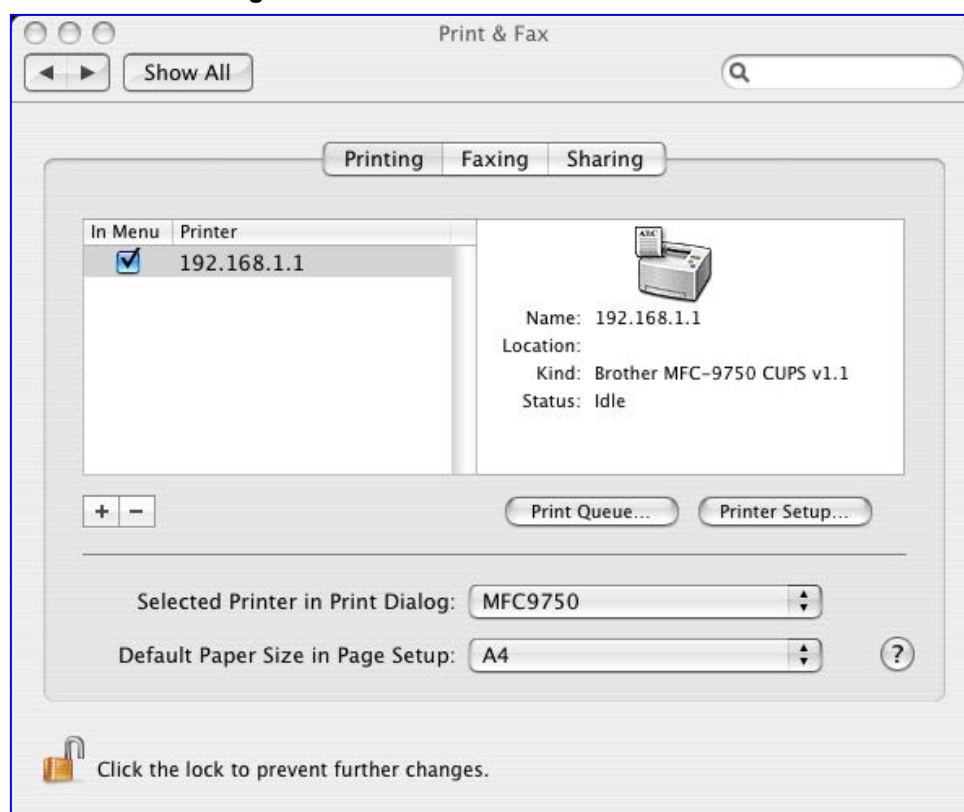 Print & Fax
Show All
Printing Faxing Sharing
In Menu Printer
192.168.1.1
ABC
Name: 192.168.1.1
Location:
Kind: Brother MFC-9750 CUPS v1.1
Status: Idle
+ −
Print Queue... Printer Setup...
Selected Printer in Print Dialog: MFC9750
Default Paper Size in Page Setup: A4
?
Click the lock to prevent further changes.